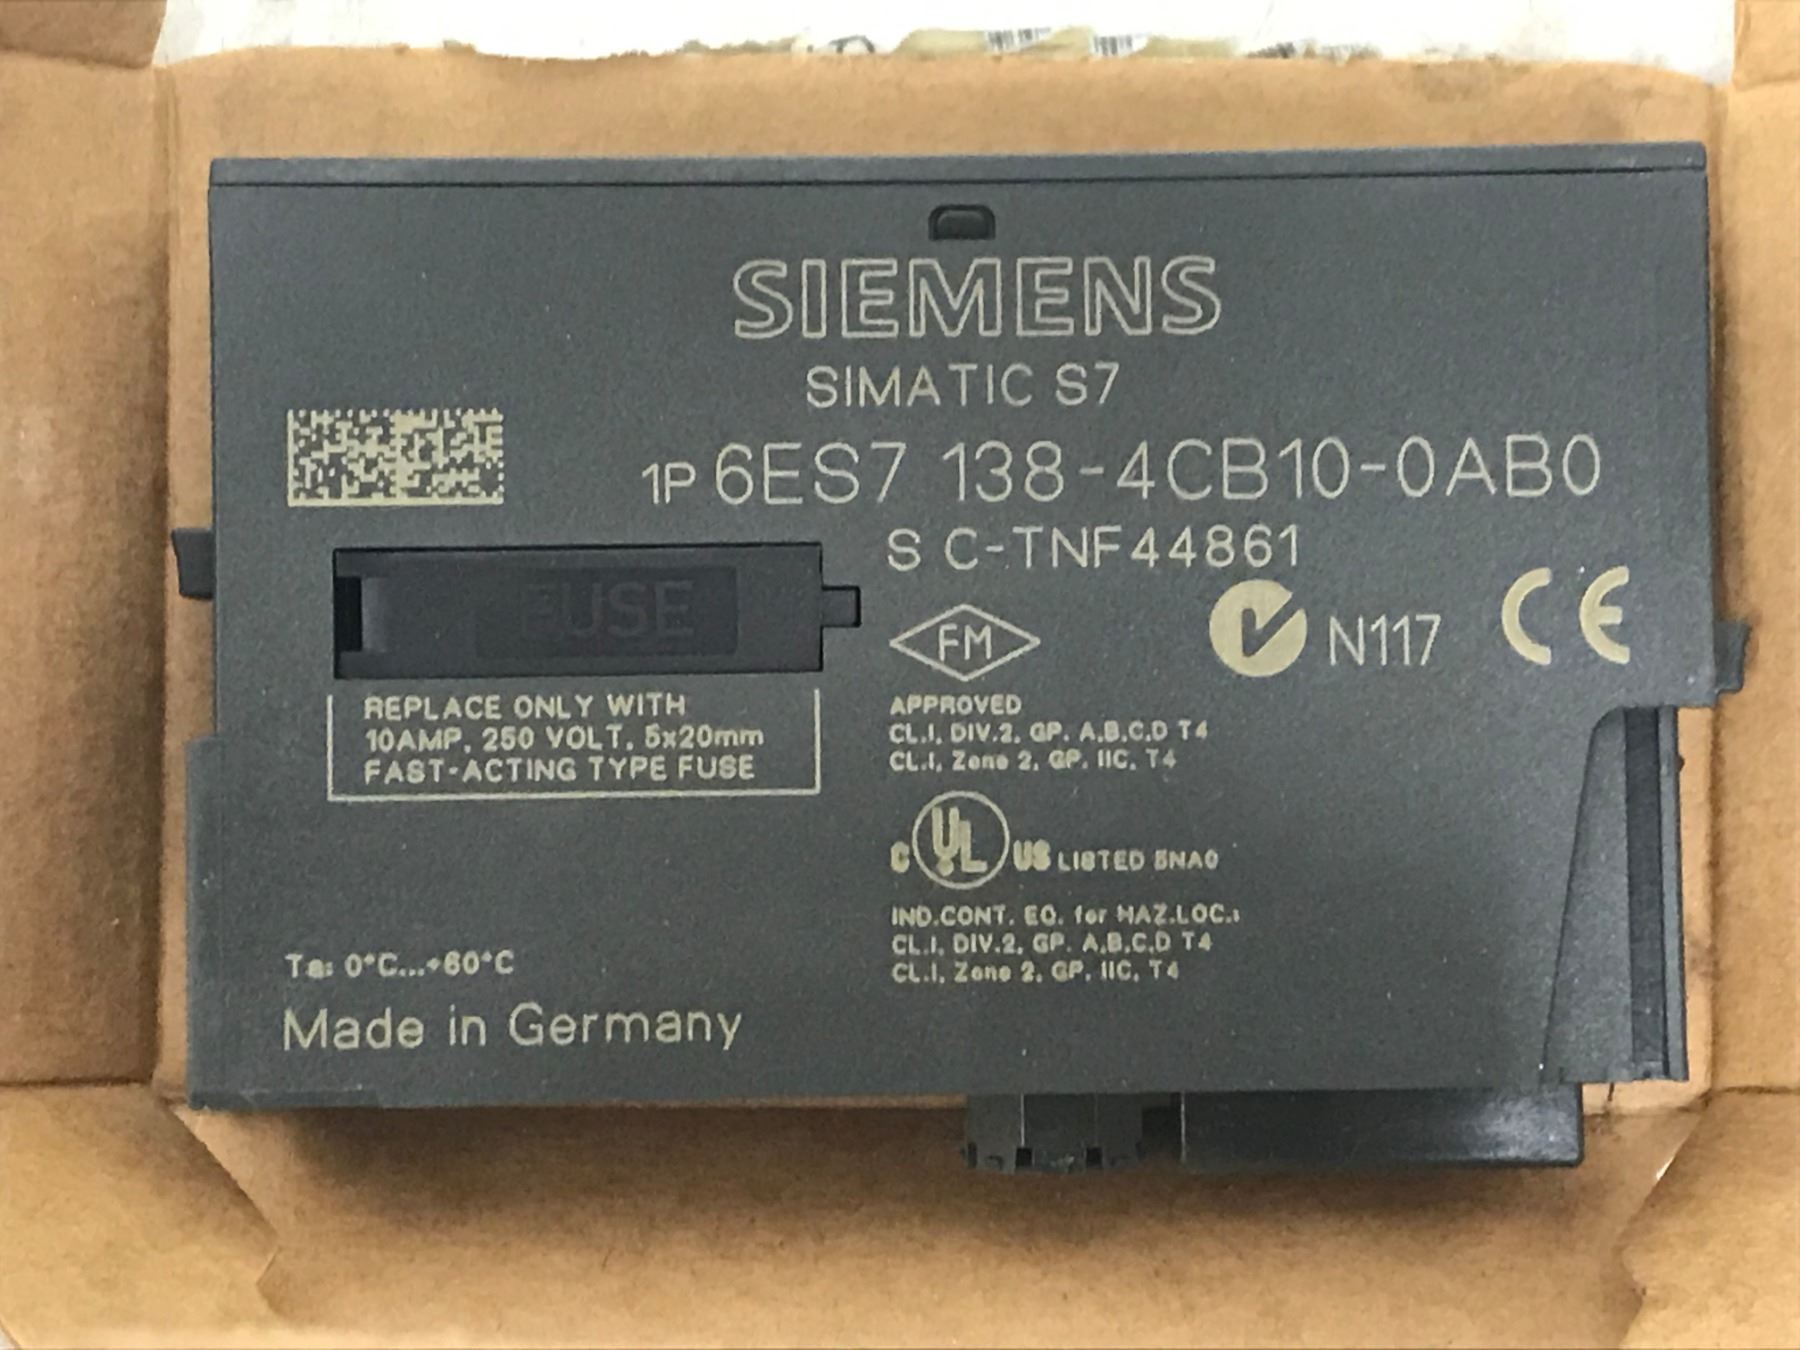 SIEMENS
SIMATIC S7
1P 6ES7 138-4CB10-0AB0
S C-TNF44861
FUSE
FM
N117
CE
REPLACE ONLY WITH
10AMP, 250 VOLT, 5x20mm
FAST-ACTING TYPE FUSE
APPROVED
CL.I, DIV.2, GP. A,B,C,D T4
CL.I, Zone 2, GP. IIC, T4
C UL US LISTED 5NA0
IND.CONT. EQ. for HAZ.LOC.:
CL.I, DIV.2, GP. A,B,C,D T4
CL.I, Zone 2, GP. IIC, T4
Ta: 0°C...+60°C
Made in Germany